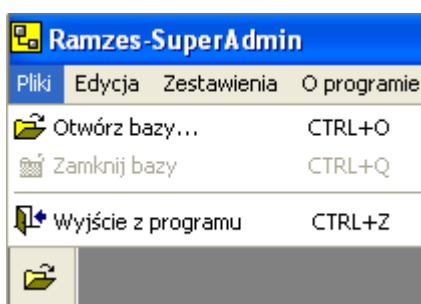 Ramzes-SuperAdmin
Pliki Edycja Zestawienia O programie
Otwórz bazy... CTRL+O
Zamknij bazy CTRL+Q
Wyjście z programu CTRL+Z